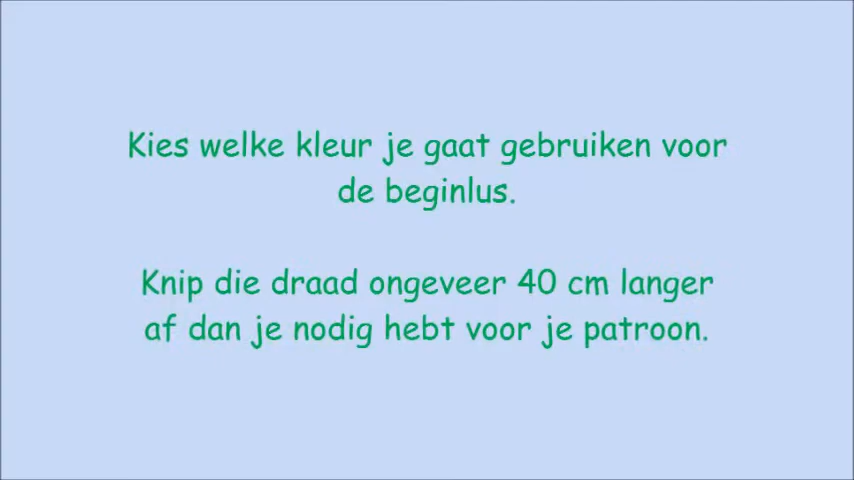 Kies welke kleur je gaat gebruiken voor
de beginlus.
Knip die draad ongeveer 40 cm langer
af dan je nodig hebt voor je patroon.